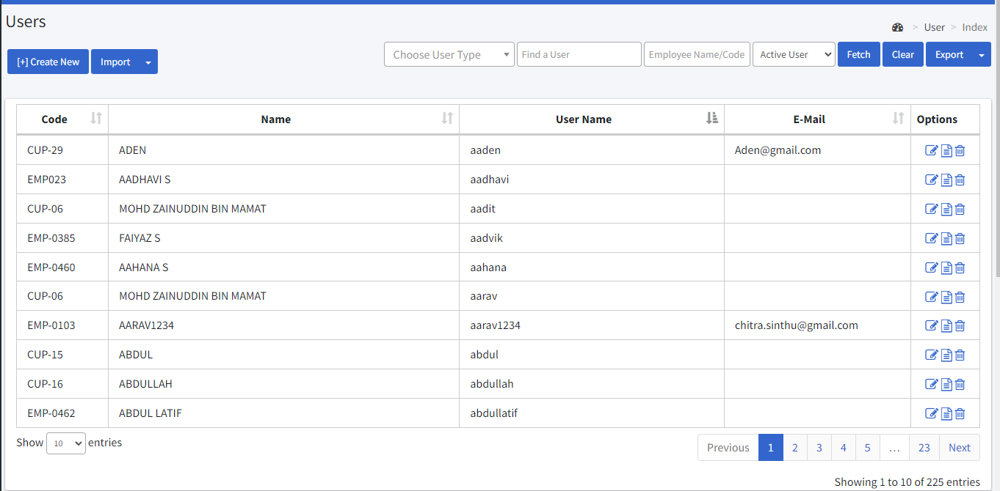 Users
> User > Index
[+] Create New Import Choose User Type Find a User Employee Name/Code Active User Fetch Clear Export
Code Name User Name E-Mail Options
CUP-29 ADEN aaden Aden@gmail.com
EMP023 AADHAVI S aadhavi
CUP-06 MOHD ZAINUDDIN BIN MAMAT aadit
EMP-0385 FAIYAZ S aadvik
EMP-0460 AAHANA S aahana
CUP-06 MOHD ZAINUDDIN BIN MAMAT aarav
EMP-0103 AARAV1234 aarav1234 chitra.sinthu@gmail.com
CUP-15 ABDUL abdul
CUP-16 ABDULLAH abdullah
EMP-0462 ABDUL LATIF abdullatif
Show 10 entries Previous 1 2 3 4 5 ... 23 Next
Showing 1 to 10 of 225 entries